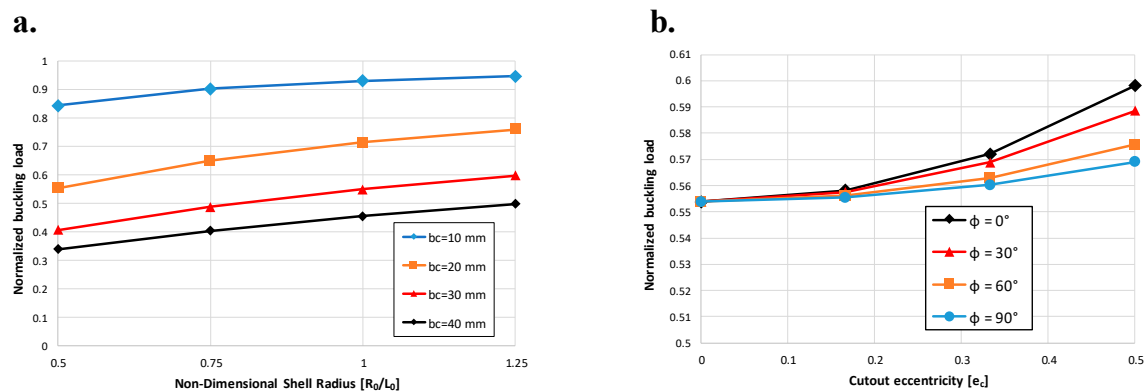 a.
Normalized buckling load
1
0.9
0.8
0.7
0.6
0.5
0.4
0.3
0.2
0.1
0
0.5 0.75 1 1.25
Non-Dimensional Shell Radius [R₀/L₀]
bc=10 mm
bc=20 mm
bc=30 mm
bc=40 mm
b.
Normalized buckling load
0.61
0.6
0.59
0.58
0.57
0.56
0.55
0.54
0.53
0.52
0.51
0.5
0 0.1 0.2 0.3 0.4 0.5
Cutout eccentricity [e꜀]
ϕ = 0°
ϕ = 30°
ϕ = 60°
ϕ = 90°